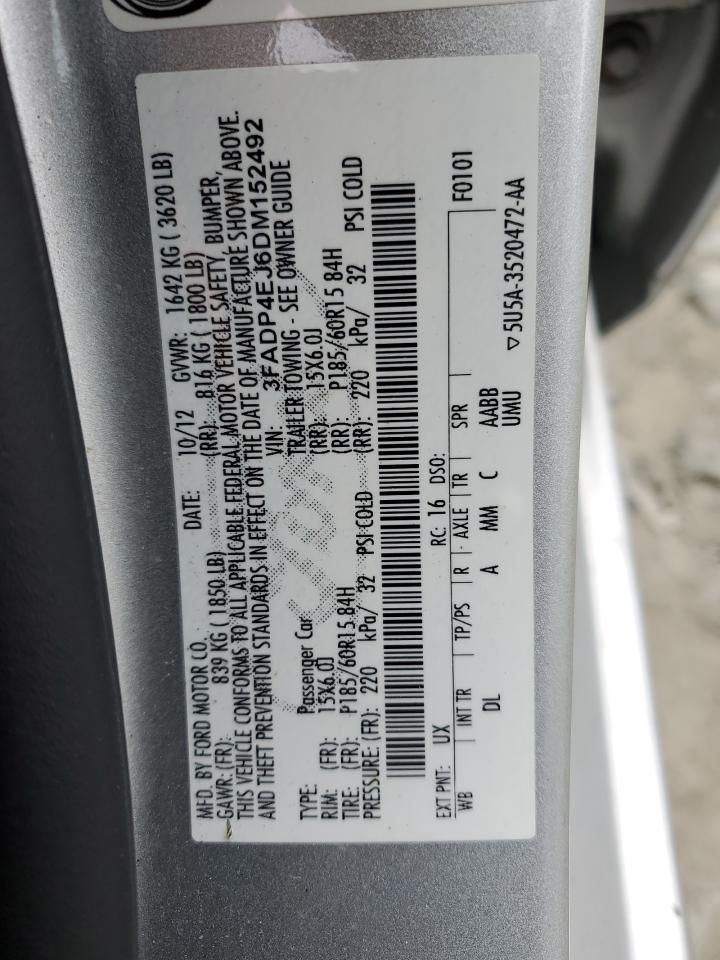 MFD. BY FORD MOTOR CO. DATE: 10/12 GVWR: 1642 KG ( 3620 LB)
GAWR: (FR): 839 KG ( 1850 LB) (RR): 816 KG ( 1800 LB)
THIS VEHICLE CONFORMS TO ALL APPLICABLE FEDERAL MOTOR VEHICLE SAFETY, BUMPER,
AND THEFT PREVENTION STANDARDS IN EFFECT ON THE DATE OF MANUFACTURE SHOWN ABOVE.
VIN: 3FADP4EJ6DM152492
TYPE: Passenger Car TRAILER TOWING - SEE OWNER GUIDE
RIM: (FR): 15X6.0J (RR): 15X6.0J
TIRE: (FR): P185/60R15 84H (RR): P185/60R15 84H
PRESSURE: (FR): 220 kPa/ 32 PSI COLD (RR): 220 kPa/ 32 PSI COLD
EXT PNT: UX RC: 16 DSO: F0101
WB INT TR TP/PS R AXLE TR SPR
DL A MM C AABB
UMU ▽5U5A-3520472-AA